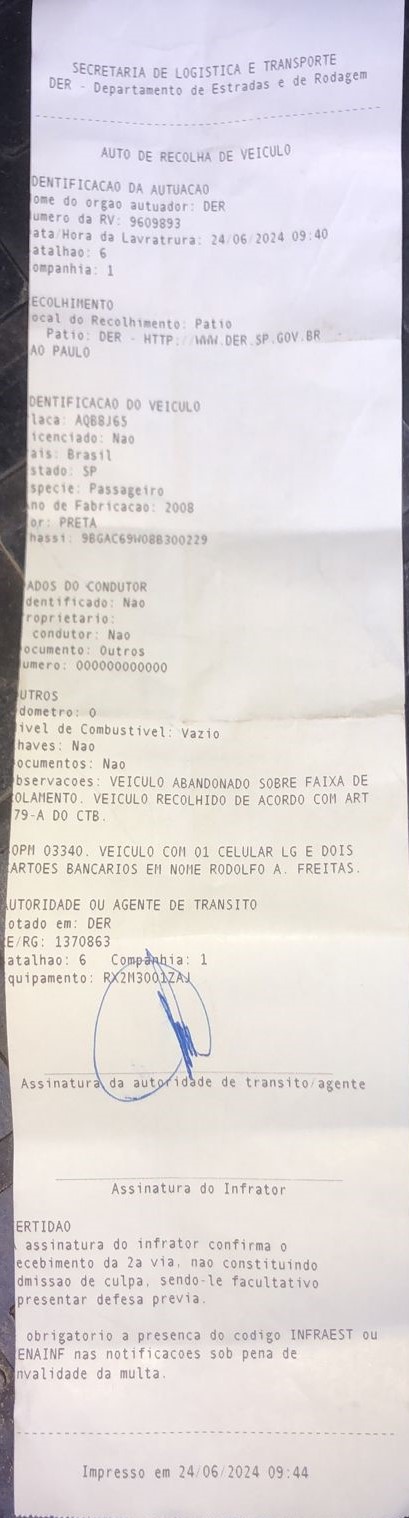 SECRETARIA DE LOGISTICA E TRANSPORTE
DER - Departamento de Estradas e de Rodagem
AUTO DE RECOLHA DE VEICULO
DENTIFICACAO DA AUTUACAO
ome do orgao autuador: DER
umero da RV: 9609893
ata/Hora da Lavratrura: 24/06/2024 09:40
atalhao: 6
ompanhia: 1
ECOLHIMENTO
ocal do Recolhimento: Patio
Patio: DER - HTTP://WWW.DER.SP.GOV.BR
AO PAULO
DENTIFICACAO DO VEICULO
laca: AQB8J65
icenciado: Nao
ais: Brasil
stado: SP
specie: Passageiro
no de Fabricacao: 2008
or: PRETA
hassi: 9BGAC69W08B300229
ADOS DO CONDUTOR
dentificado: Nao
roprietario:
condutor: Nao
ocumento: Outros
umero: 000000000000
UTROS
dometro: 0
ivel de Combustivel: Vazio
haves: Nao
ocumentos: Nao
bservacoes: VEICULO ABANDONADO SOBRE FAIXA DE
OLAMENTO. VEICULO RECOLHIDO DE ACORDO COM ART
79-A DO CTB.
OPM 03340. VEICULO COM 01 CELULAR LG E DOIS
ARTOES BANCARIOS EM NOME RODOLFO A. FREITAS.
UTORIDADE OU AGENTE DE TRANSITO
otado em: DER
E/RG: 1370863
atalhao: 6 Companhia: 1
quipamento: RX2M3001ZAJ
Assinatura da autoridade de transito/agente
Assinatura do Infrator
ERTIDAO
assinatura do infrator confirma o
ecebimento da 2a via, nao constituindo
dmissao de culpa, sendo-le facultativo
presentar defesa previa.
obrigatorio a presenca do codigo INFRAEST ou
ENAINF nas notificacoes sob pena de
nvalidade da multa.
Impresso em 24/06/2024 09:44